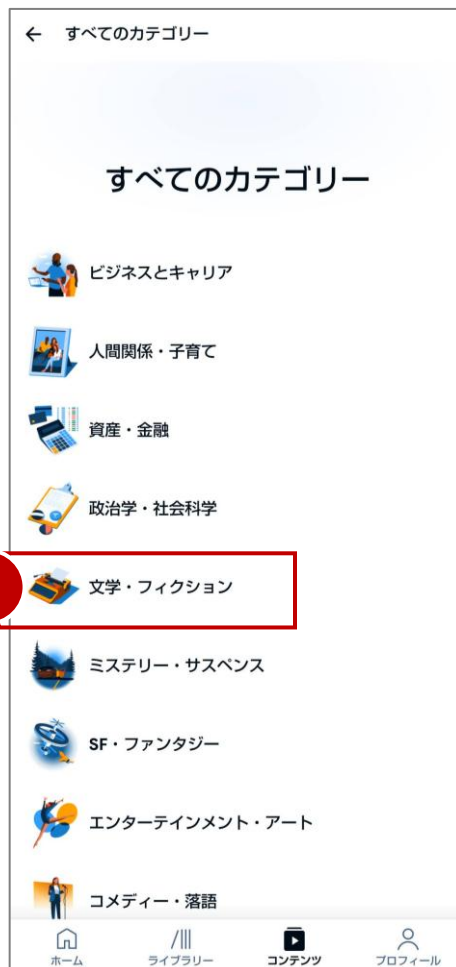 ← すべてのカテゴリー
すべてのカテゴリー
ビジネスとキャリア
人間関係・子育て
資産・金融
政治学・社会科学
文学・フィクション
ミステリー・サスペンス
SF・ファンタジー
エンターテインメント・アート
コメディー・落語
ホーム ライブラリー コンテンツ プロフィール